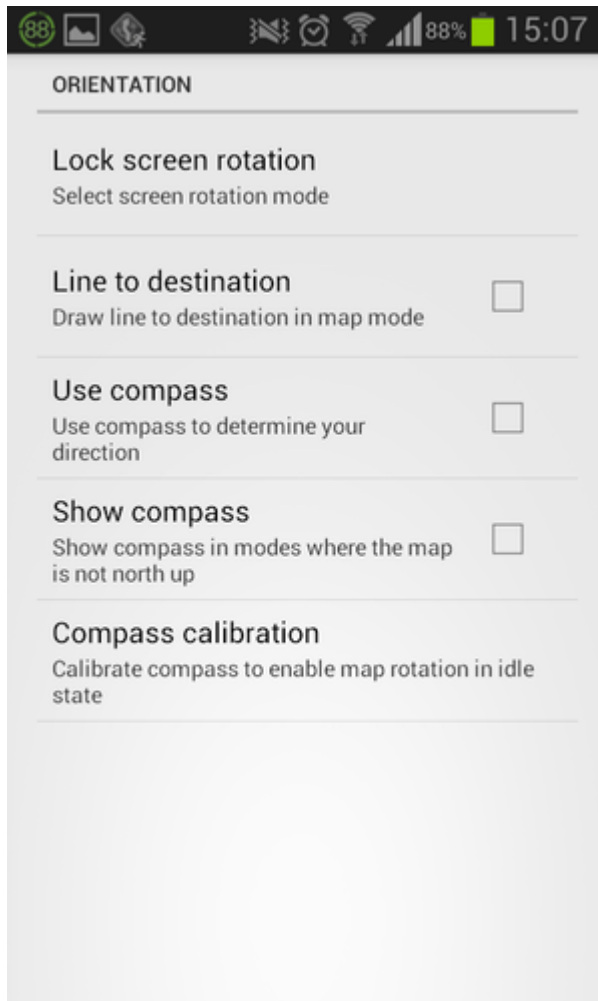 88 88% 15:07
ORIENTATION
Lock screen rotation
Select screen rotation mode
Line to destination
Draw line to destination in map mode
Use compass
Use compass to determine your
direction
Show compass
Show compass in modes where the map
is not north up
Compass calibration
Calibrate compass to enable map rotation in idle
state